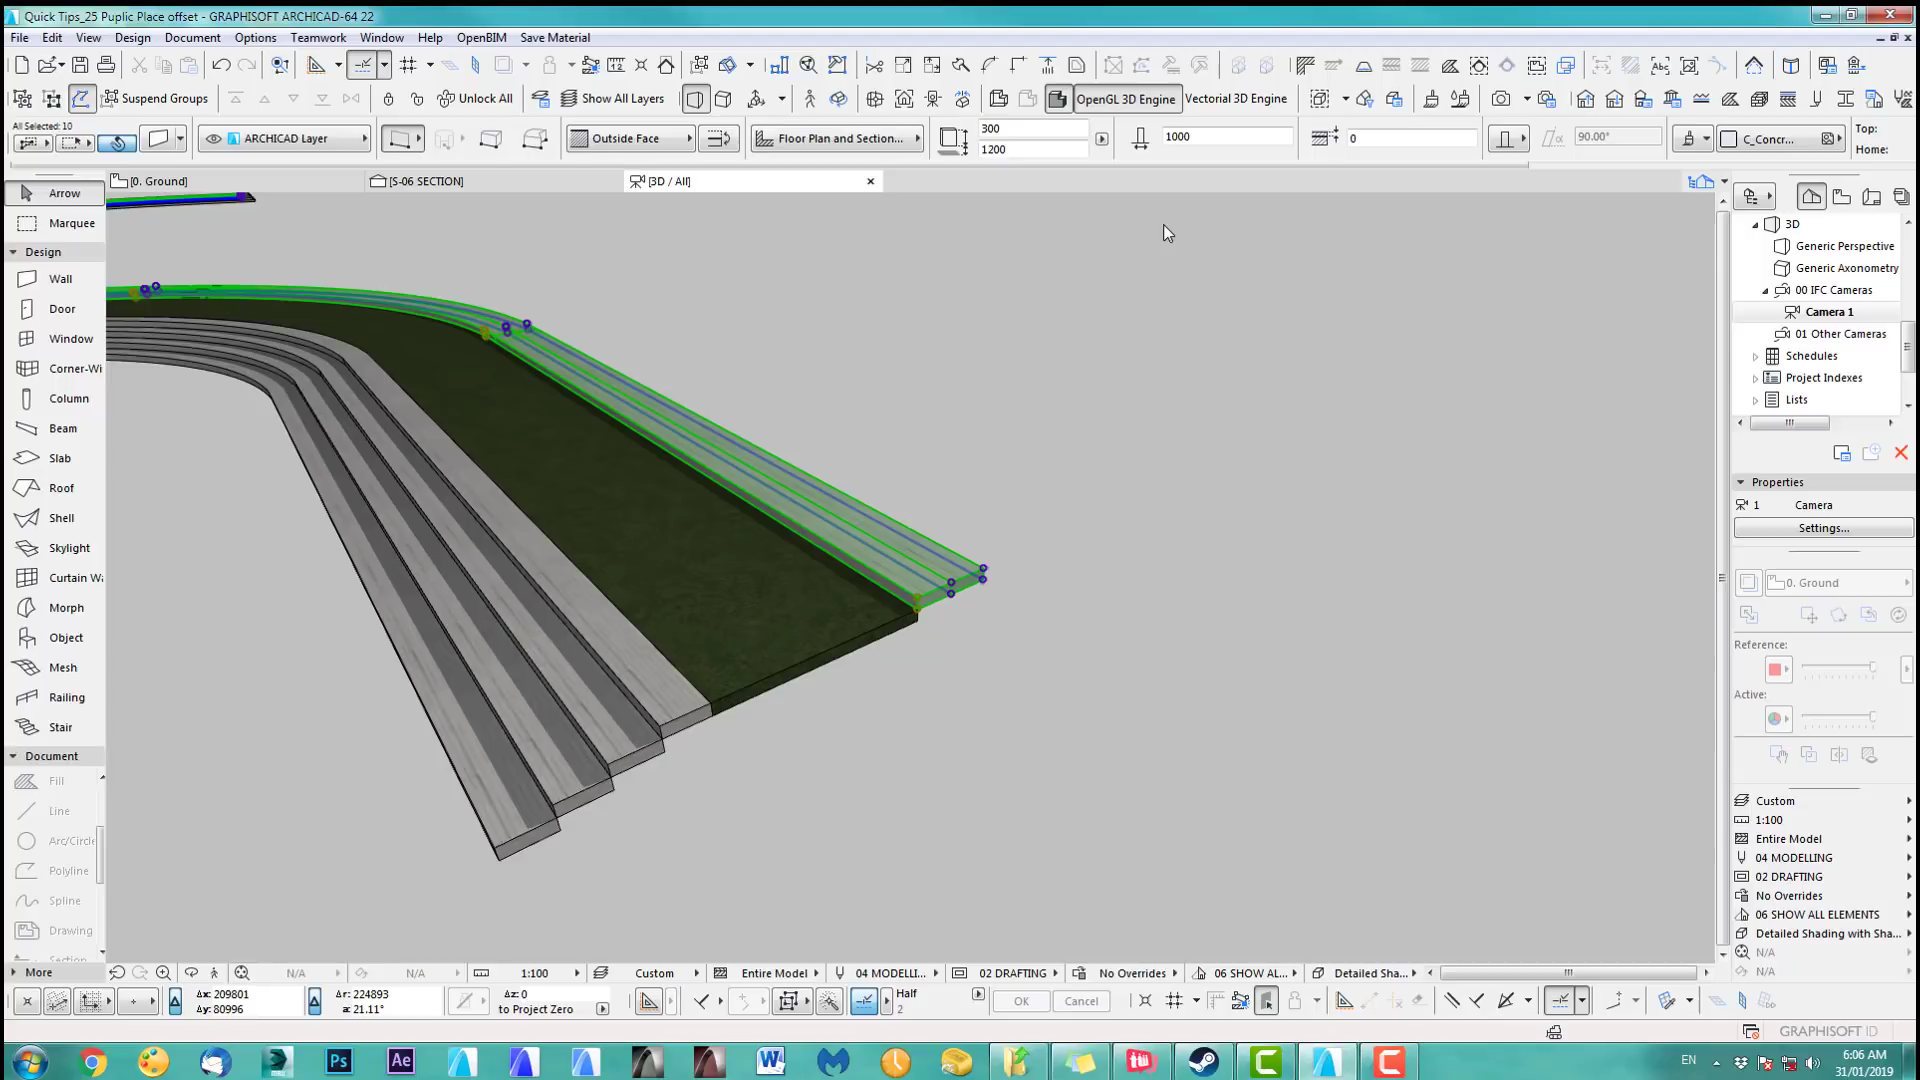 Quick Tips_25 Puplic Place offset - GRAPHISOFT ARCHICAD-64 22
File Edit View Design Document Options Teamwork Window Help OpenBIM Save Material
Suspend Groups Unlock All Show All Layers OpenGL 3D Engine Vectorial 3D Engine
All Selected: 10
ARCHICAD Layer Outside Face Floor Plan and Section... 300 1200 1000 0 90.00° C_Concr...
Top:
Home:
[0. Ground] [S-06 SECTION] [3D / All]
Arrow
Marquee
Design
Wall
Door
Window
Corner-Wi
Column
Beam
Slab
Roof
Shell
Skylight
Curtain Wa
Morph
Object
Mesh
Railing
Stair
Document
Fill
Line
Arc/Circle
Polyline
Spline
Drawing
Section
More
3D
Generic Perspective
Generic Axonometry
00 IFC Cameras
Camera 1
01 Other Cameras
Schedules
Project Indexes
Lists
Properties
1 Camera
Settings...
0. Ground
Reference:
Active:
Custom
1:100
Entire Model
04 MODELLING
02 DRAFTING
No Overrides
06 SHOW ALL ELEMENTS
Detailed Shading with Sha...
N/A
N/A
N/A N/A 1:100 Custom Entire Model 04 MODELLI... 02 DRAFTING No Overrides 06 SHOW AL... Detailed Sha...
Δx: 209801
Δy: 80996
Δr: 224893
a: 21.11°
Δz: 0
to Project Zero
Half
2
OK Cancel
GRAPHISOFT ID
Ps Ae W
EN
6:06 AM
31/01/2019